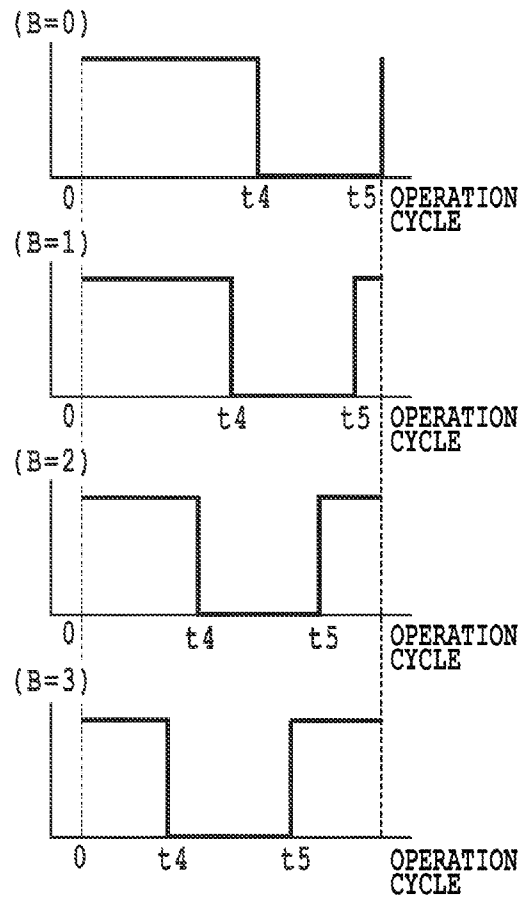 (B=0)
0 t4 t5 OPERATION
CYCLE
(B=1)
0 t4 t5 OPERATION
CYCLE
(B=2)
0 t4 t5 OPERATION
CYCLE
(B=3)
0 t4 t5 OPERATION
CYCLE